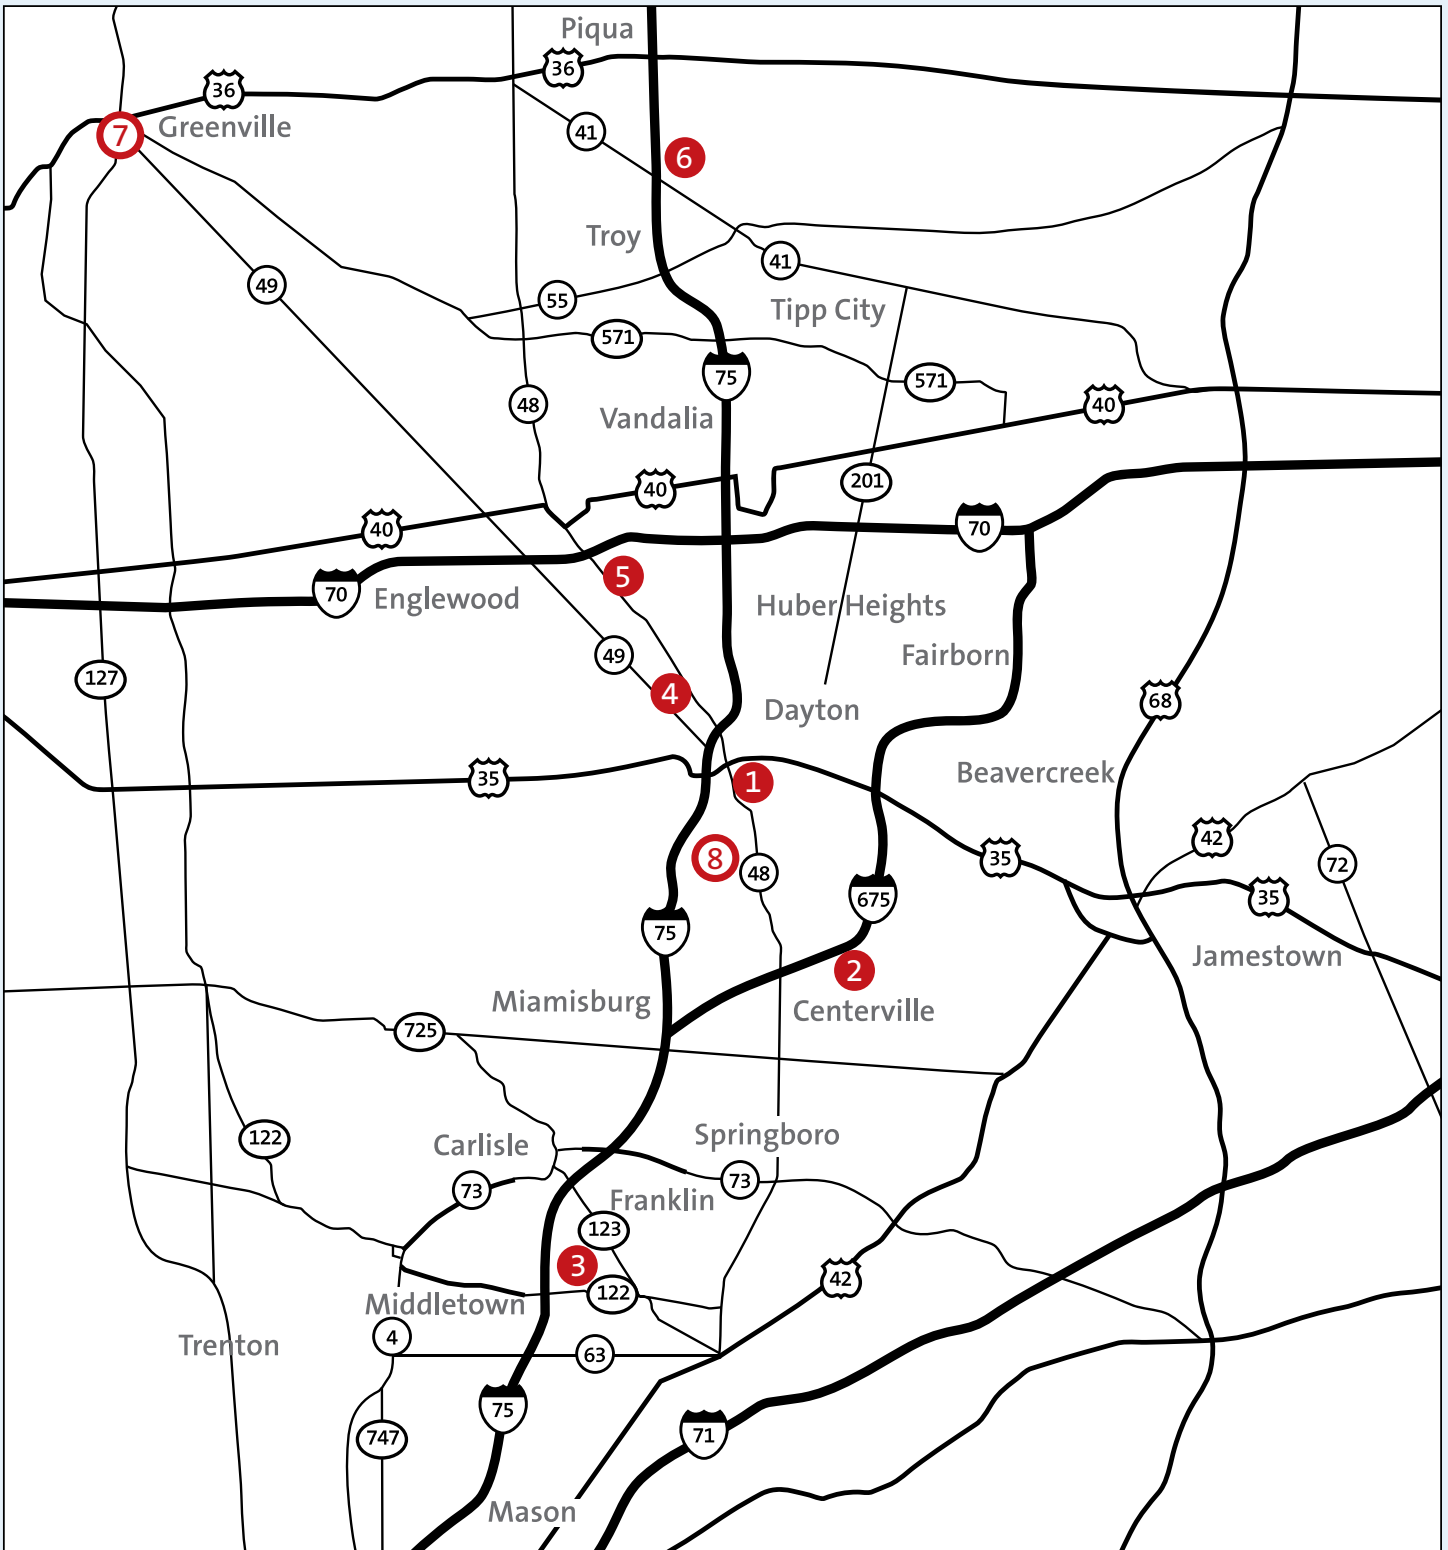 Piqua
36
36
7
Greenville
41
6
Troy
41
49
55
Tipp City
571
75
571
48
40
Vandalia
201
40
40
70
5
70
Englewood
Huber Heights
49
Fairborn
127
4
68
Dayton
Beavercreek
35
1
42
8
48
35
72
675
35
75
2
Jamestown
Miamisburg
Centerville
725
122
Carlisle
Springboro
73
73
Franklin
123
3
42
122
Middletown
4
Trenton
63
75
747
71
Mason